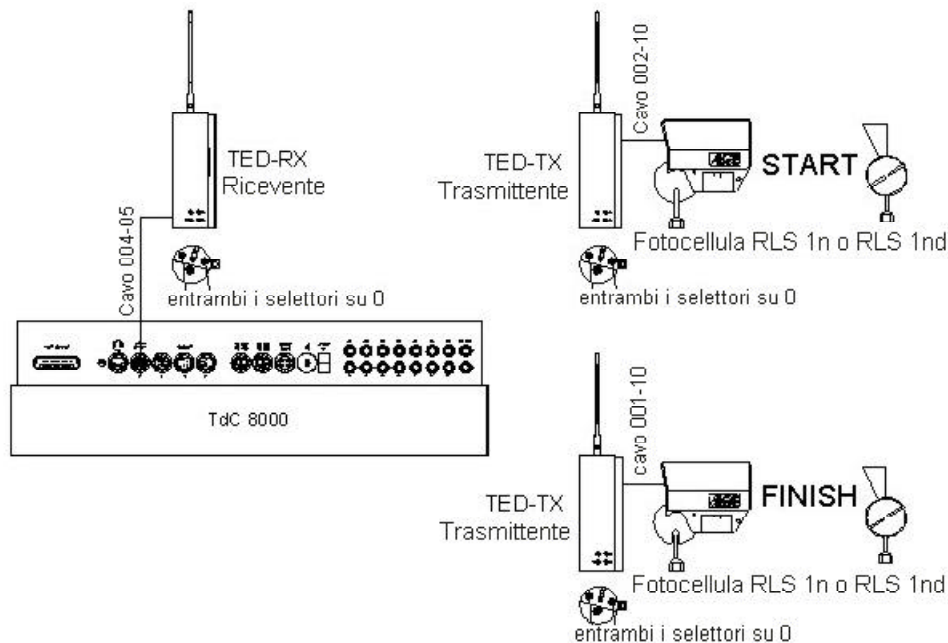 Cavo 004-05
TED-RX
Ricevente
entrambi i selettori su 0
TdC 8000
Cavo 002-10
TED-TX
Trasmittente
START
Fotocellula RLS 1n o RLS 1nd
entrambi i selettori su 0
cavo 001-10
TED-TX
Trasmittente
FINISH
Fotocellula RLS 1n o RLS 1nd
entrambi i selettori su 0